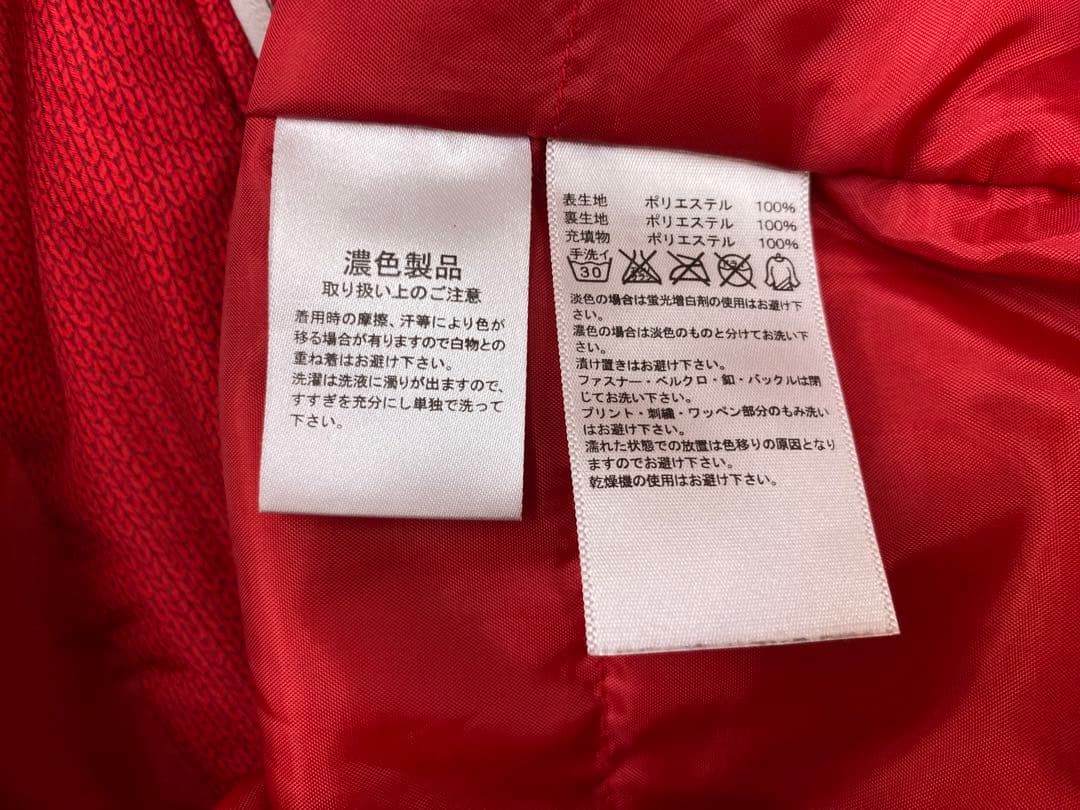 濃色製品
取り扱い上のご注意
着用時の摩擦、汗等により色が
移る場合が有りますので白物との
重ね着はお避け下さい。
洗濯は洗液に濁りが出ますので、
すすぎを充分にし単独で洗って
下さい。
表生地 ポリエステル 100%
裏生地 ポリエステル 100%
充填物 ポリエステル 100%
手洗イ
30
淡色の場合は蛍光増白剤の使用はお避け下
さい。
濃色の場合は淡色のものと分けてお洗い下
さい。
漬け置きはお避け下さい。
ファスナー・ベルクロ・釦・バックルは閉
じてお洗い下さい。
プリント・刺繍・ワッペン部分のもみ洗い
はお避け下さい。
濡れた状態での放置は色移りの原因となり
ますのでお避け下さい。
乾燥機の使用はお避け下さい。